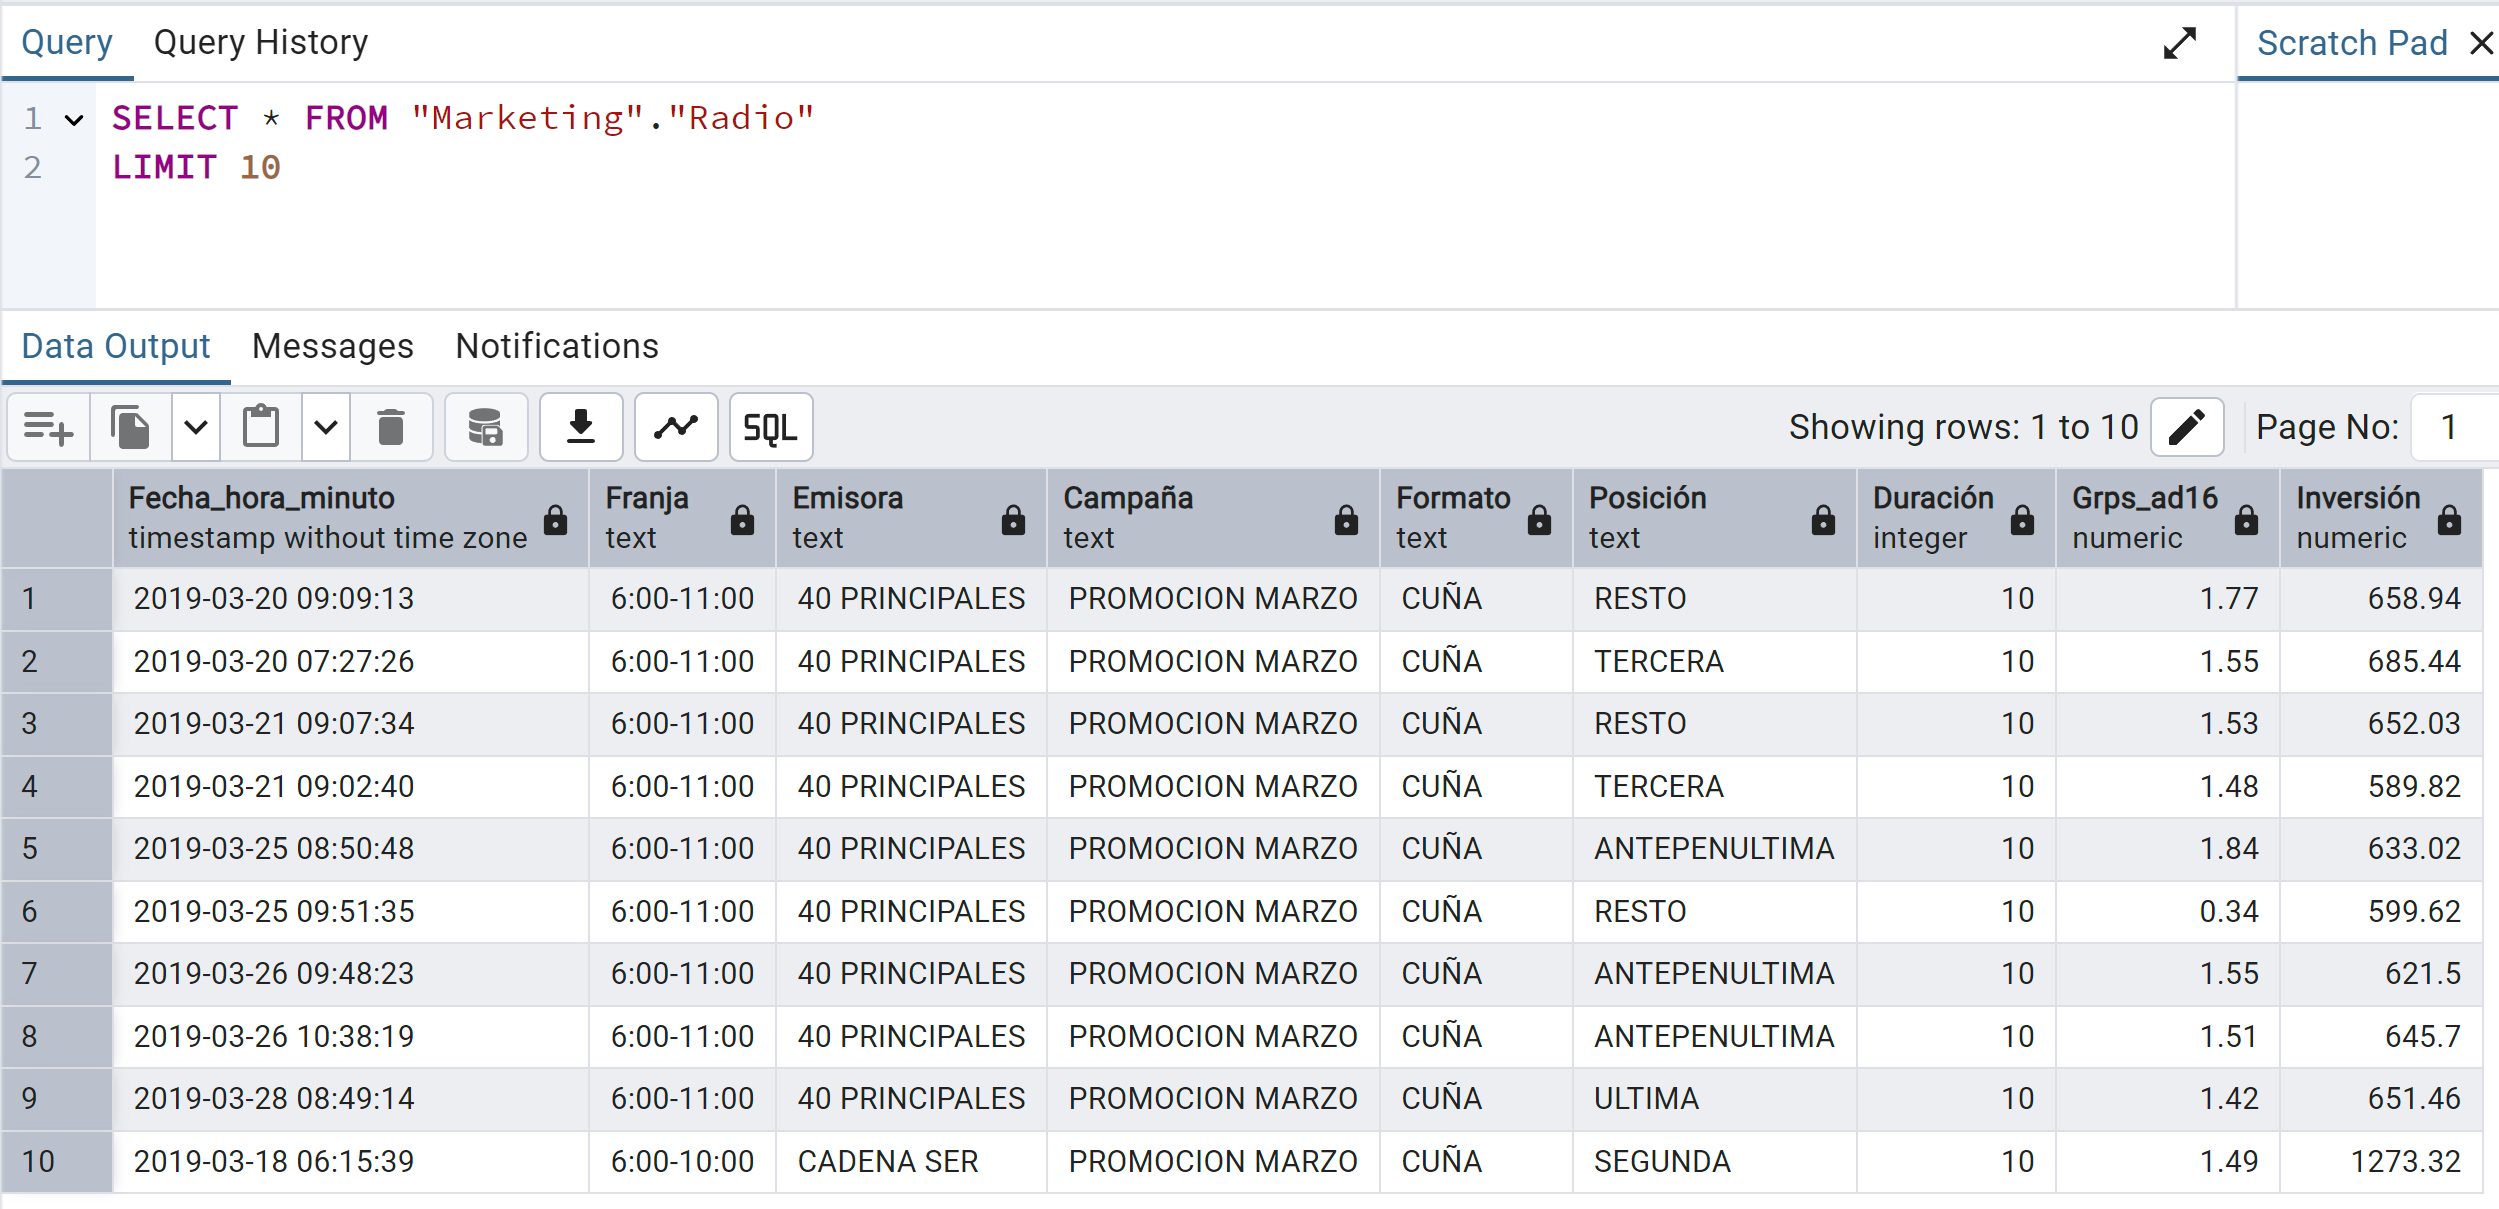 Query Query History Scratch Pad
1 SELECT * FROM "Marketing"."Radio"
2 LIMIT 10
Data Output Messages Notifications
SQL Showing rows: 1 to 10 Page No: 1
Fecha_hora_minuto Franja Emisora Campaña Formato Posición Duración Grps_ad16 Inversión
timestamp without time zone text text text text text integer numeric numeric
1 2019-03-20 09:09:13 6:00-11:00 40 PRINCIPALES PROMOCION MARZO CUÑA RESTO 10 1.77 658.94
2 2019-03-20 07:27:26 6:00-11:00 40 PRINCIPALES PROMOCION MARZO CUÑA TERCERA 10 1.55 685.44
3 2019-03-21 09:07:34 6:00-11:00 40 PRINCIPALES PROMOCION MARZO CUÑA RESTO 10 1.53 652.03
4 2019-03-21 09:02:40 6:00-11:00 40 PRINCIPALES PROMOCION MARZO CUÑA TERCERA 10 1.48 589.82
5 2019-03-25 08:50:48 6:00-11:00 40 PRINCIPALES PROMOCION MARZO CUÑA ANTEPENULTIMA 10 1.84 633.02
6 2019-03-25 09:51:35 6:00-11:00 40 PRINCIPALES PROMOCION MARZO CUÑA RESTO 10 0.34 599.62
7 2019-03-26 09:48:23 6:00-11:00 40 PRINCIPALES PROMOCION MARZO CUÑA ANTEPENULTIMA 10 1.55 621.5
8 2019-03-26 10:38:19 6:00-11:00 40 PRINCIPALES PROMOCION MARZO CUÑA ANTEPENULTIMA 10 1.51 645.7
9 2019-03-28 08:49:14 6:00-11:00 40 PRINCIPALES PROMOCION MARZO CUÑA ULTIMA 10 1.42 651.46
10 2019-03-18 06:15:39 6:00-10:00 CADENA SER PROMOCION MARZO CUÑA SEGUNDA 10 1.49 1273.32